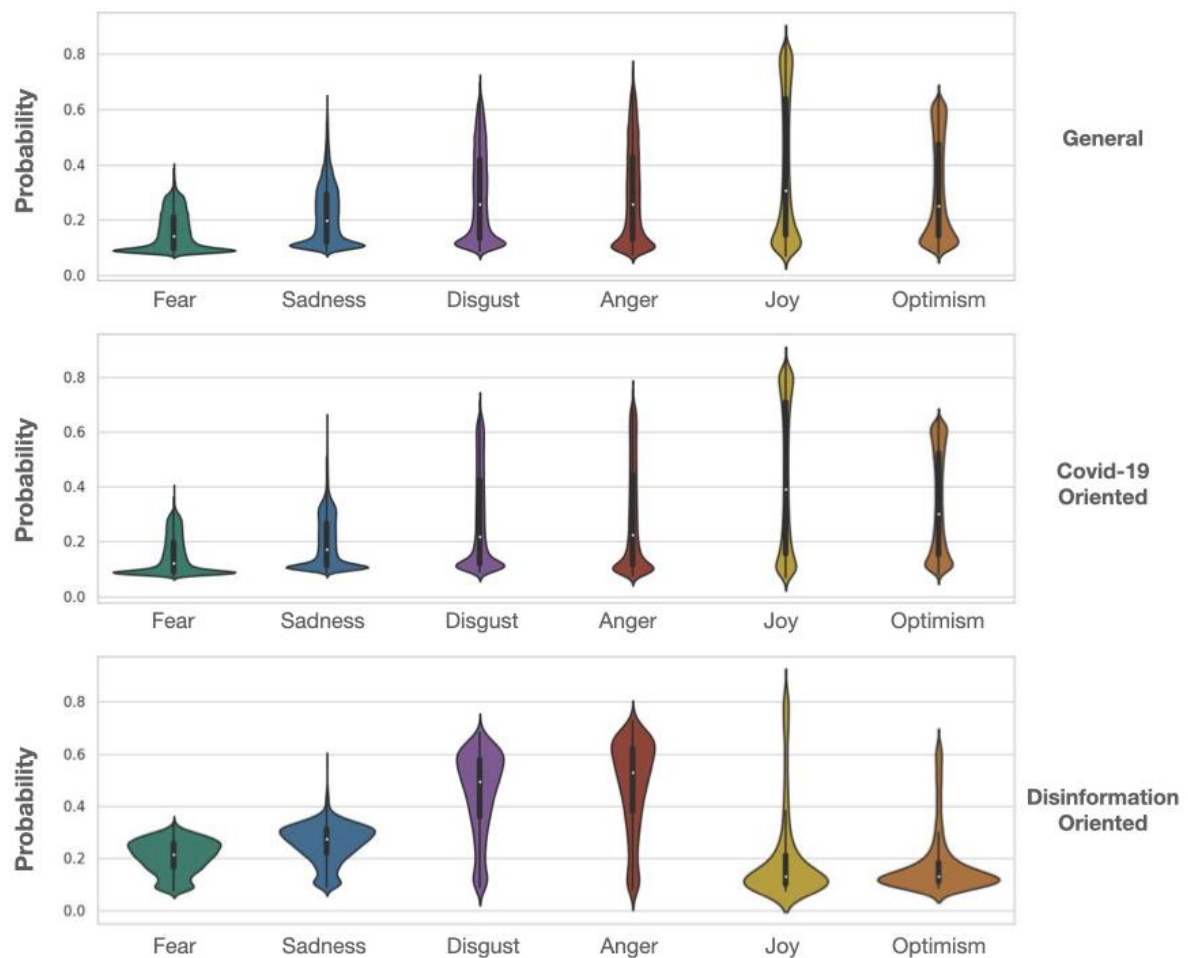 Probability
0.8
0.6
0.4
0.2
0.0
Fear Sadness Disgust Anger Joy Optimism
General
Probability
0.8
0.6
0.4
0.2
0.0
Fear Sadness Disgust Anger Joy Optimism
Covid-19
Oriented
Probability
0.8
0.6
0.4
0.2
0.0
Fear Sadness Disgust Anger Joy Optimism
Disinformation
Oriented